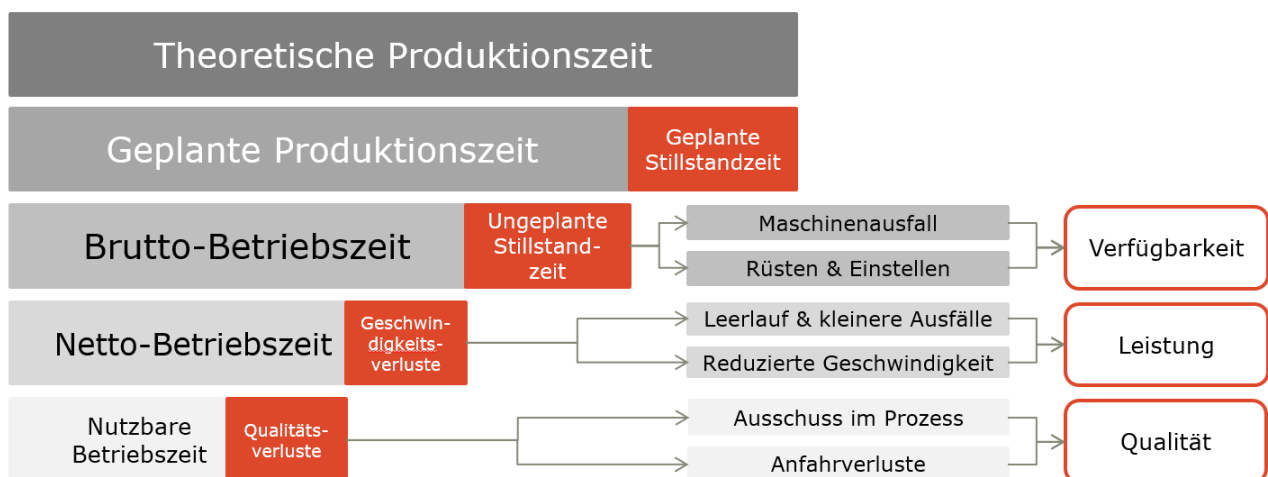 Theoretische Produktionszeit
Geplante Produktionszeit
Geplante
Stillstandzeit
Brutto-Betriebszeit
Ungeplante
Stillstand-
zeit
Maschinenausfall
Rüsten & Einstellen
Verfügbarkeit
Netto-Betriebszeit
Geschwin-
digkeits-
verluste
Leerlauf & kleinere Ausfälle
Reduzierte Geschwindigkeit
Leistung
Nutzbare
Betriebszeit
Qualitäts-
verluste
Ausschuss im Prozess
Anfahrverluste
Qualität